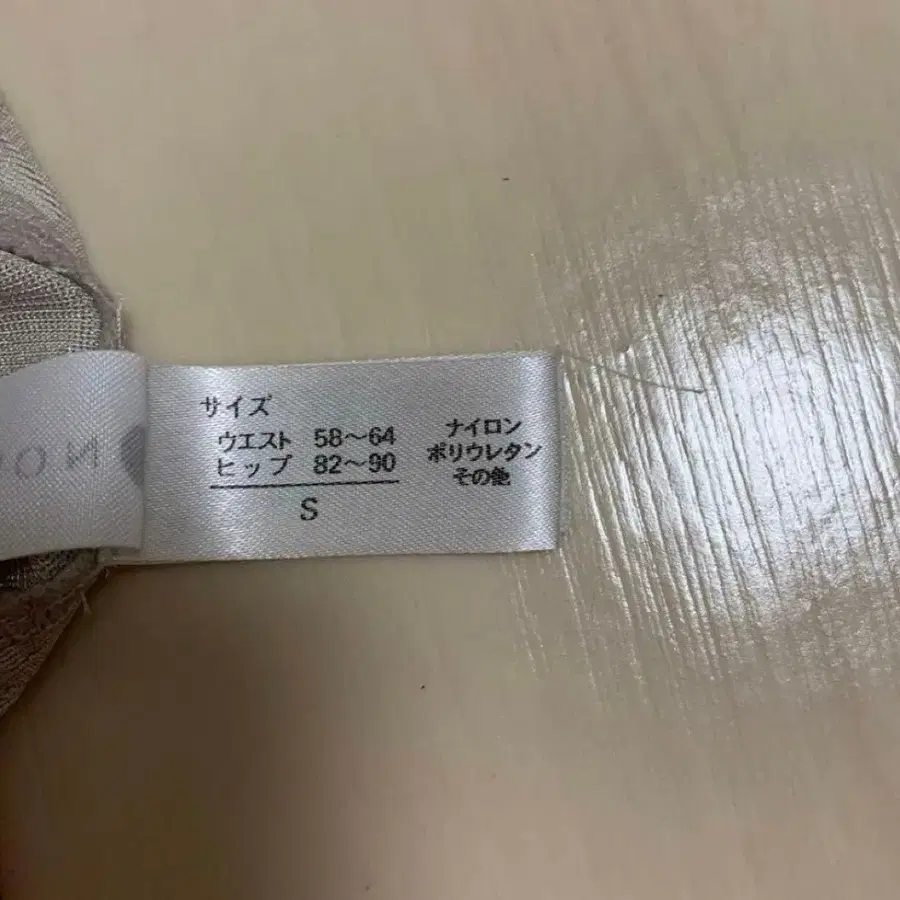 サイズ
ウエスト 58～64
ヒップ 82～90
S
ナイロン
ポリウレタン
その他